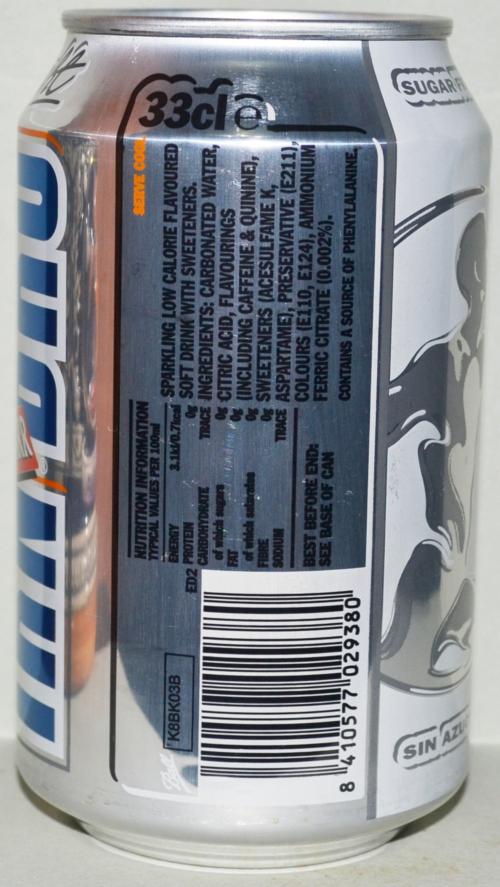 33cl e
SERVE COOL
SPARKLING LOW CALORIE FLAVOURED
SOFT DRINK WITH SWEETENERS.
INGREDIENTS: CARBONATED WATER,
CITRIC ACID, FLAVOURINGS
(INCLUDING CAFFEINE & QUININE),
SWEETENERS (ACESULFAME K,
ASPARTAME), PRESERVATIVE (E211),
COLOURS (E110, E124), AMMONIUM
FERRIC CITRATE (0.002%).
CONTAINS A SOURCE OF PHENYLALANINE.
NUTRITION INFORMATION
TYPICAL VALUES PER 100ml
ENERGY 3.1kJ/0.7kcal
PROTEIN 0g
CARBOHYDRATE TRACE
of which sugars 0g
FAT 0g
of which saturates 0g
FIBRE 0g
SODIUM TRACE
BEST BEFORE END:
SEE BASE OF CAN
ED2
K8BK03B
Ball
8 410577 029380
SUGAR
SIN AZU
BRU